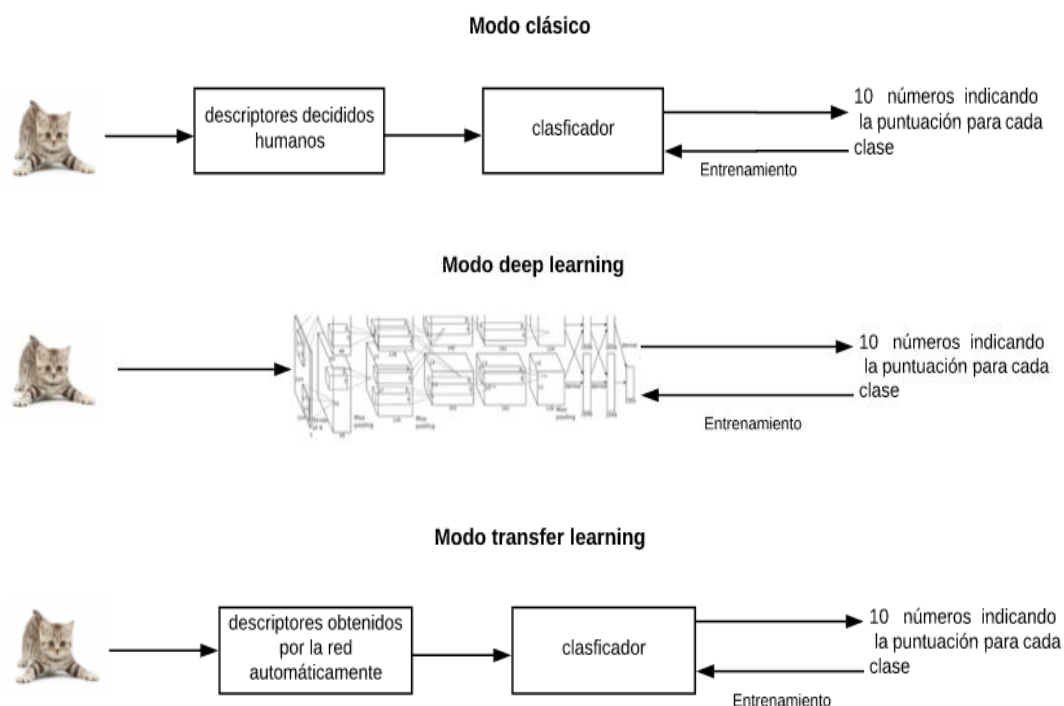 Modo clásico
descriptores decididos
humanos
clasficador
10 números indicando
la puntuación para cada
clase
Entrenamiento
Modo deep learning
10 números indicando
la puntuación para cada
clase
Entrenamiento
Modo transfer learning
descriptores obtenidos
por la red
automáticamente
clasficador
10 números indicando
la puntuación para cada
clase
Entrenamiento